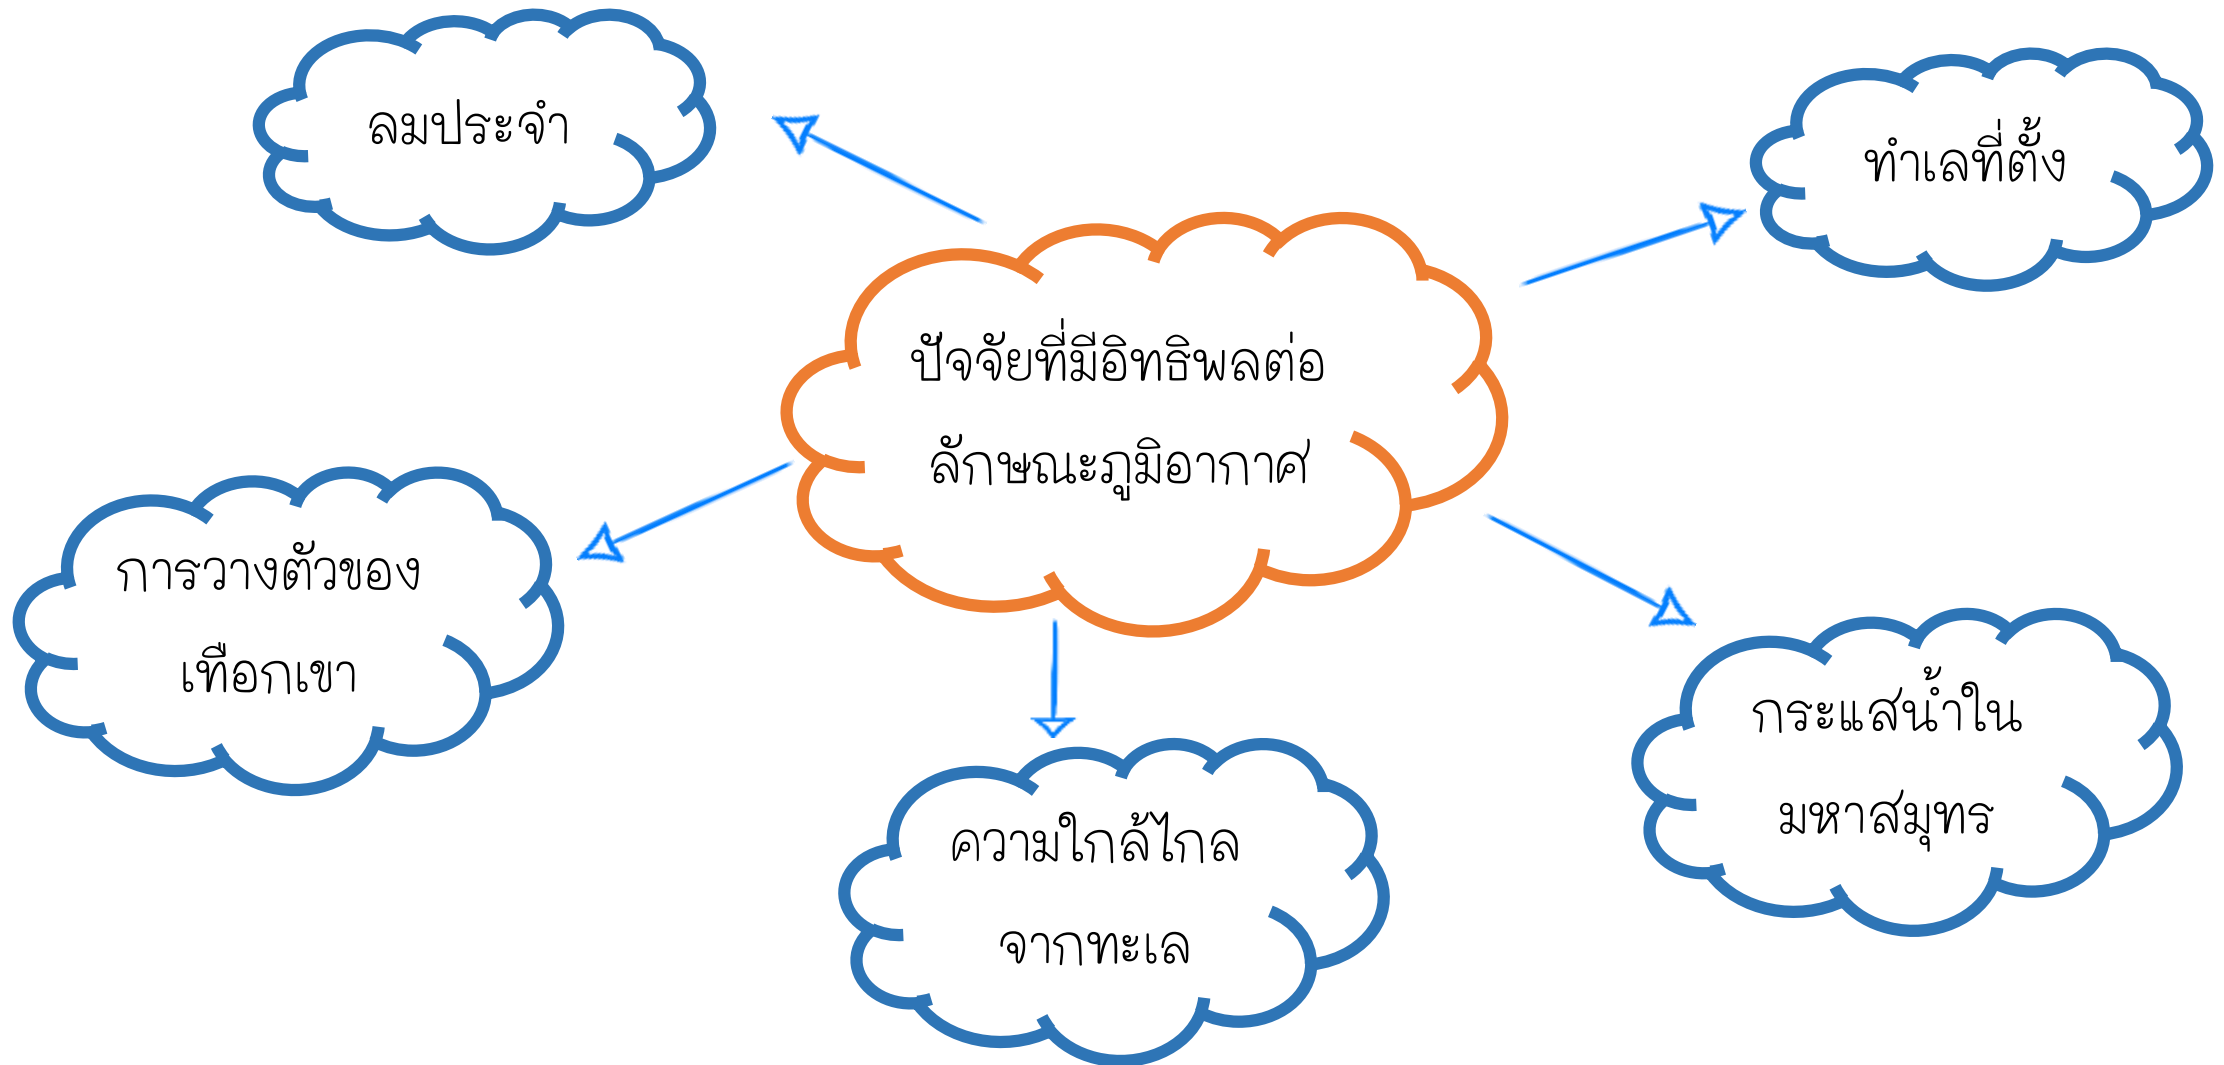 ลมประจำ
ทำเลที่ตั้ง
ปัจจัยที่มีอิทธิพลต่อ
ลักษณะภูมิอากาศ
การวางตัวของ
เทือกเขา
กระแสน้ำใน
มหาสมุทร
ความใกล้ไกล
จากทะเล